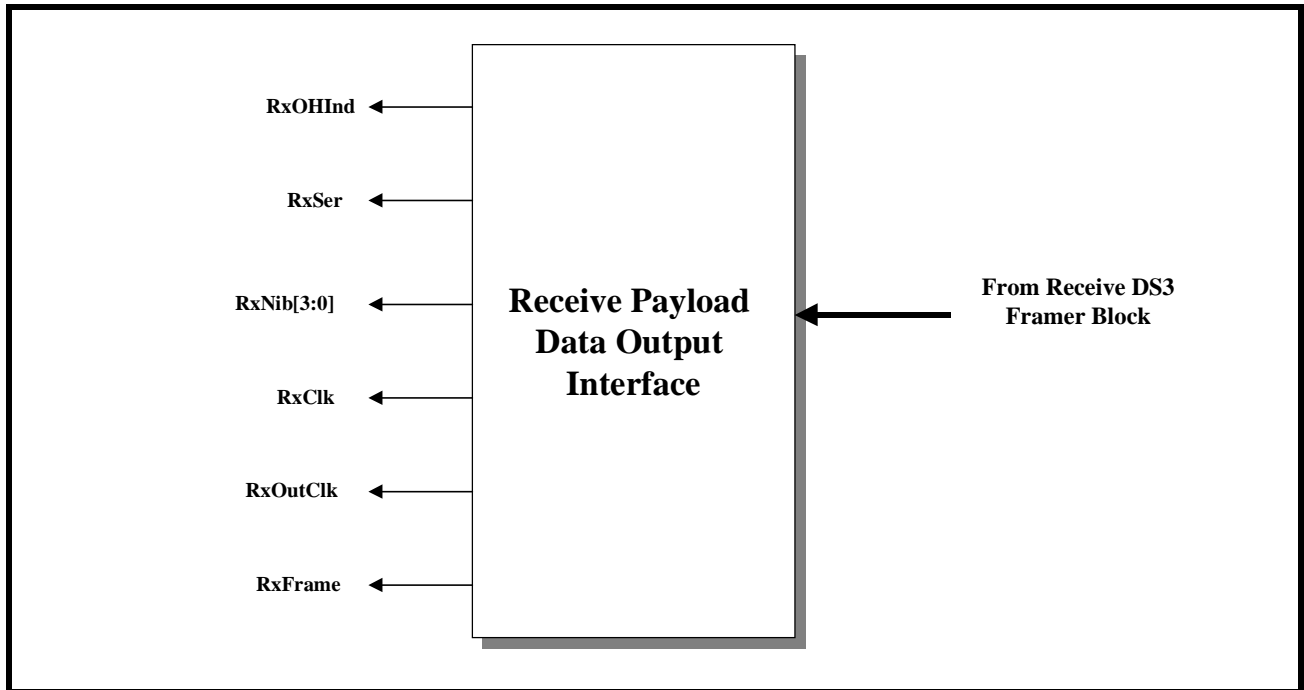 RxOHInd
RxSer
RxNib[3:0]
RxClk
RxOutClk
RxFrame
Receive Payload
Data Output
Interface
From Receive DS3
Framer Block